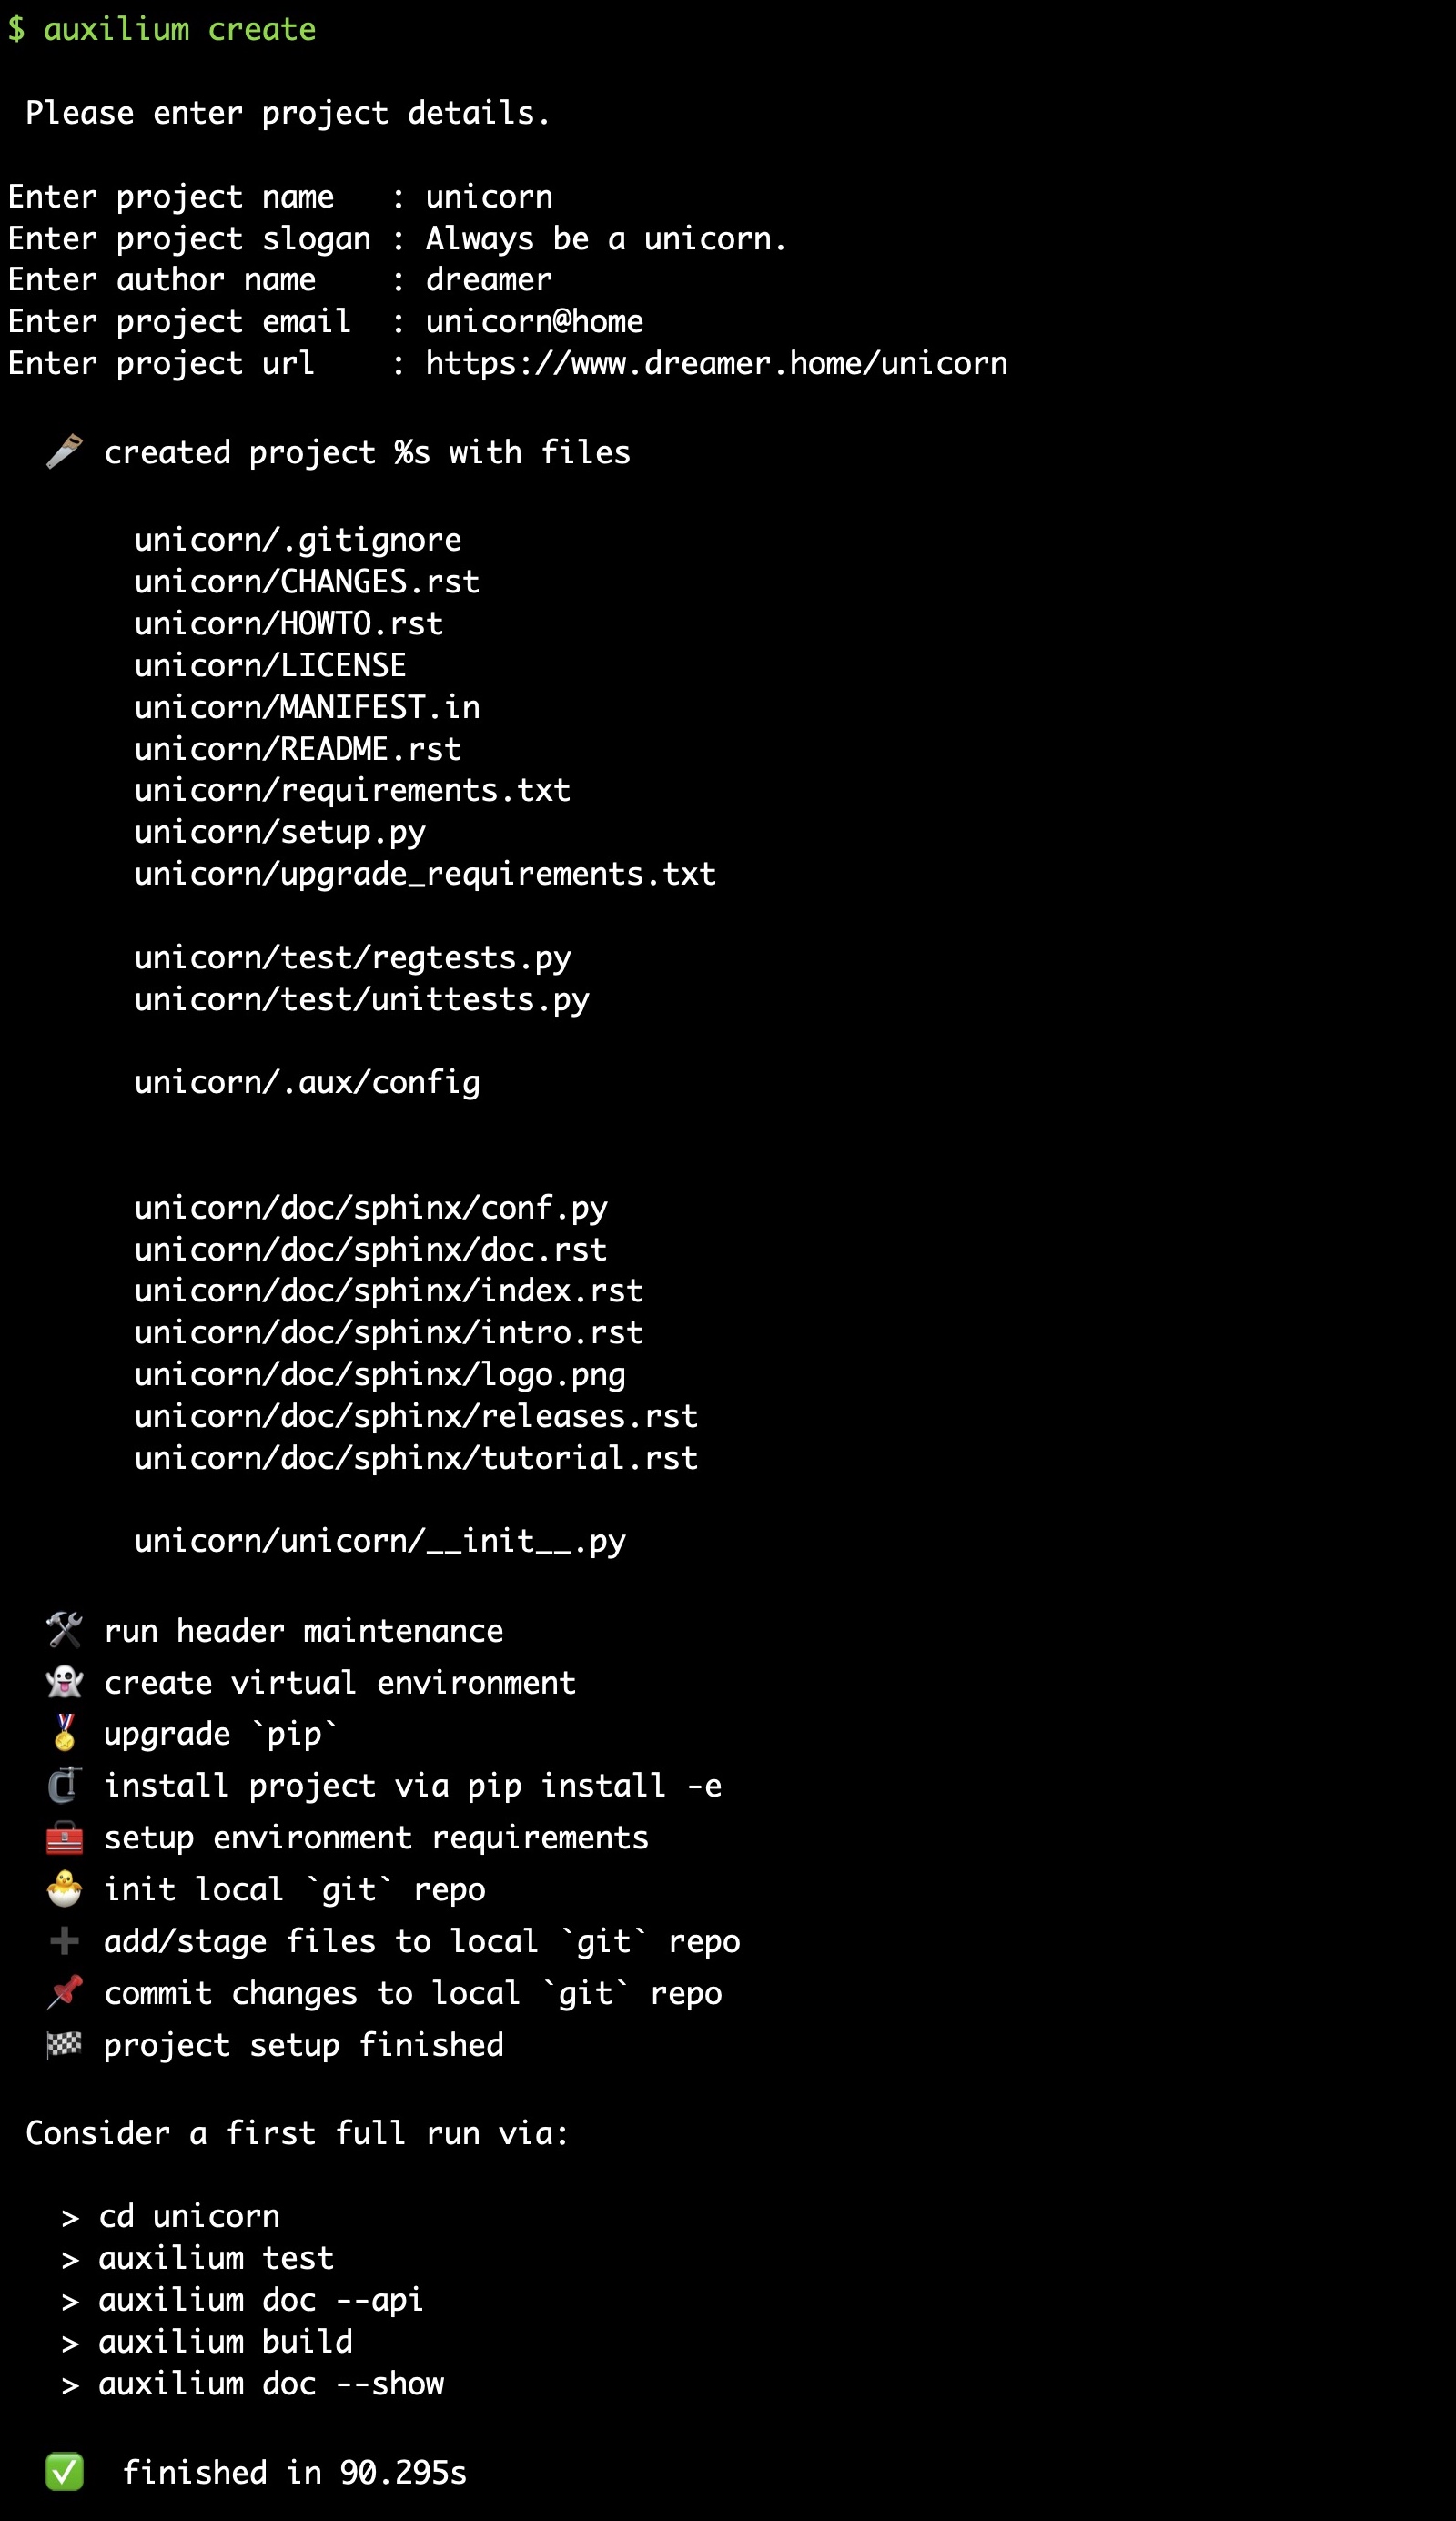 $ auxilium create
Please enter project details.
Enter project name   : unicorn
Enter project slogan : Always be a unicorn.
Enter author name    : dreamer
Enter project email  : unicorn@home
Enter project url    : https://www.dreamer.home/unicorn
created project %s with files
unicorn/.gitignore
unicorn/CHANGES.rst
unicorn/HOWTO.rst
unicorn/LICENSE
unicorn/MANIFEST.in
unicorn/README.rst
unicorn/requirements.txt
unicorn/setup.py
unicorn/upgrade_requirements.txt
unicorn/test/regtests.py
unicorn/test/unittests.py
unicorn/.aux/config
unicorn/doc/sphinx/conf.py
unicorn/doc/sphinx/doc.rst
unicorn/doc/sphinx/index.rst
unicorn/doc/sphinx/intro.rst
unicorn/doc/sphinx/logo.png
unicorn/doc/sphinx/releases.rst
unicorn/doc/sphinx/tutorial.rst
unicorn/unicorn/__init__.py
run header maintenance
create virtual environment
upgrade `pip`
install project via pip install -e
setup environment requirements
init local `git` repo
add/stage files to local `git` repo
commit changes to local `git` repo
project setup finished
Consider a first full run via:
> cd unicorn
> auxilium test
> auxilium doc --api
> auxilium build
> auxilium doc --show
finished in 90.295s